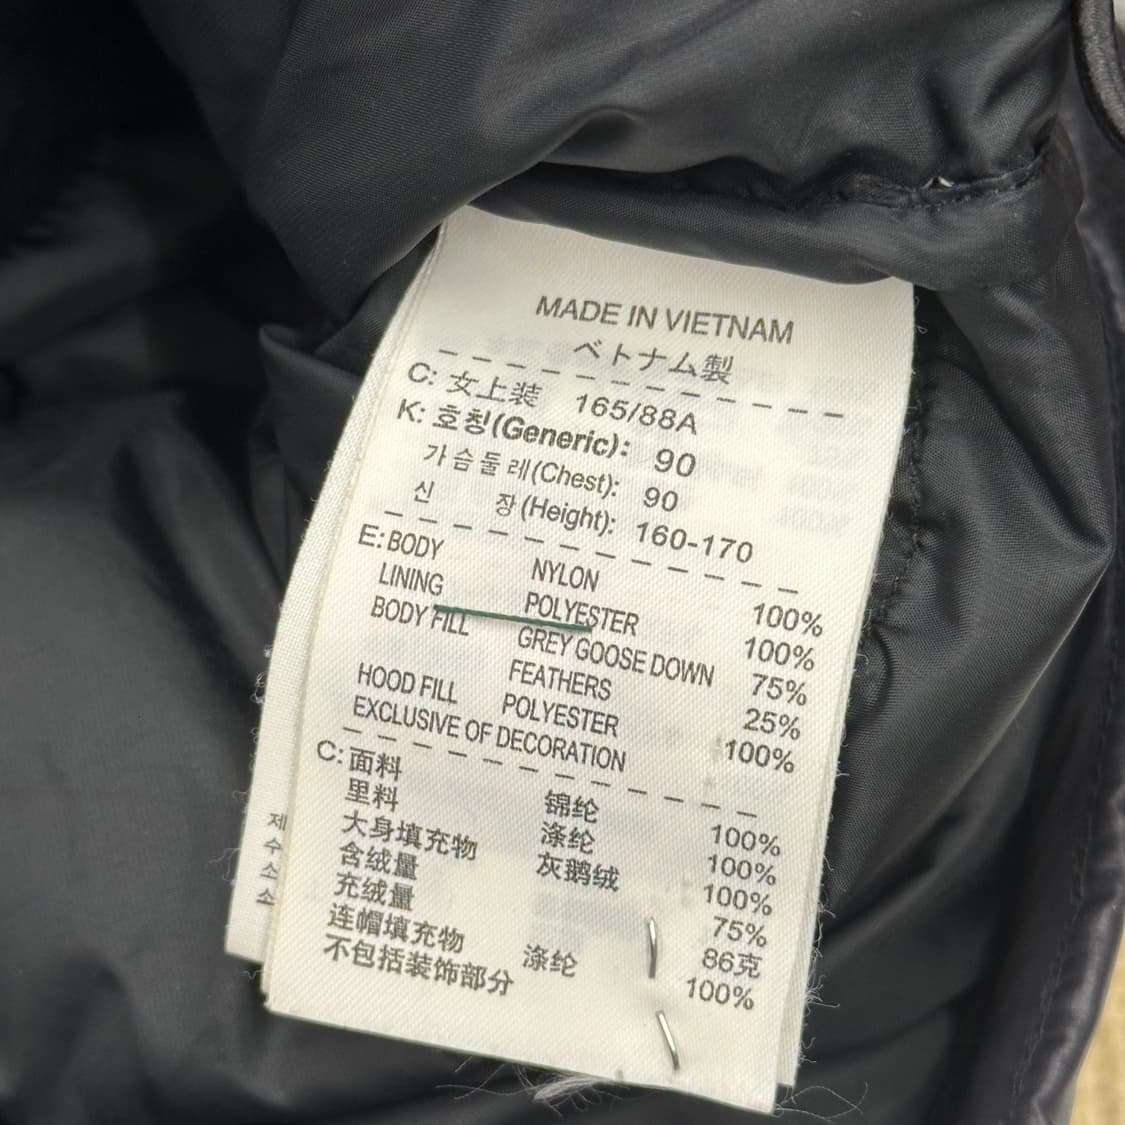 MADE IN VIETNAM
ベトナム製
C: 女上装 165/88A
K: 호칭(Generic): 90
가슴둘레(Chest): 90
신 장(Height): 160-170
E: BODY NYLON 100%
LINING POLYESTER 100%
BODY FILL GREY GOOSE DOWN 75%
FEATHERS 25%
HOOD FILL POLYESTER 100%
EXCLUSIVE OF DECORATION
C: 面料 锦纶 100%
里料 涤纶 100%
大身填充物 灰鹅绒 100%
含绒量 75%
充绒量 86克
连帽填充物 涤纶 100%
不包括装饰部分
제
수
소
소